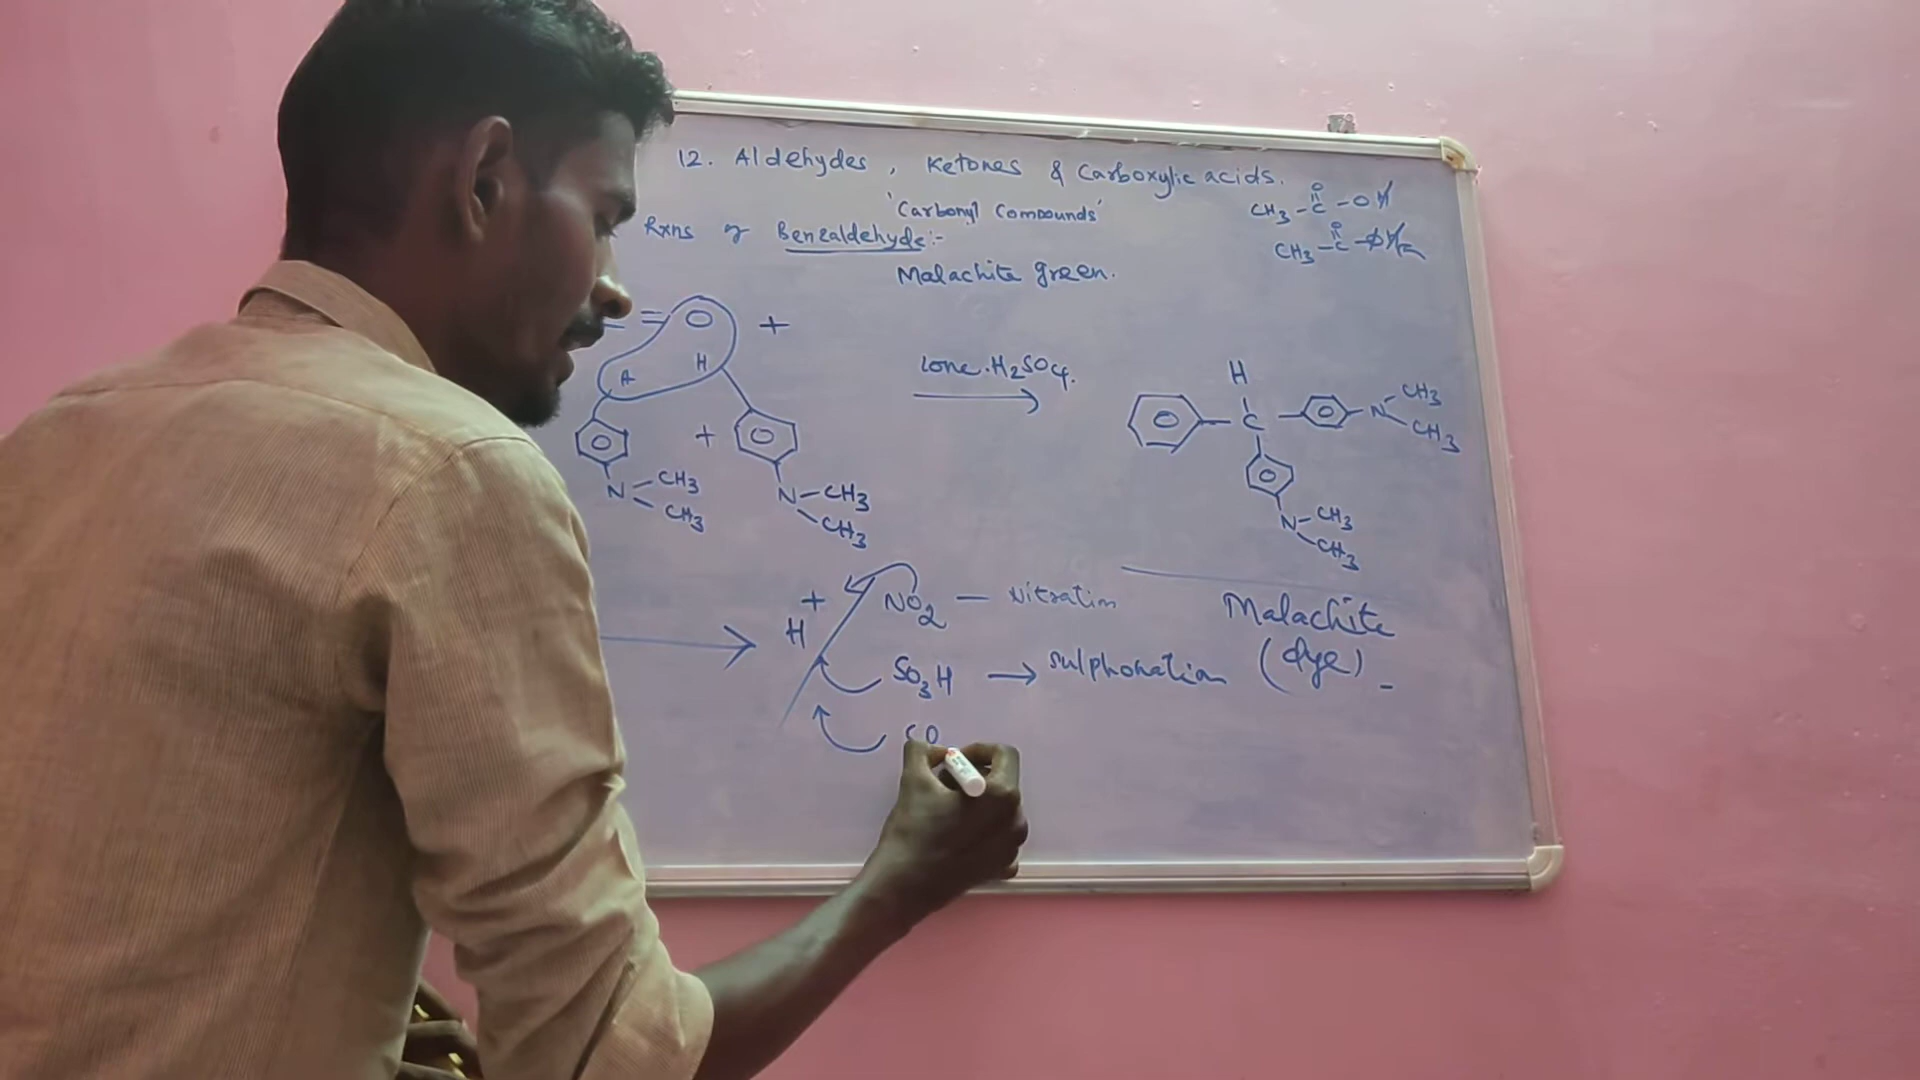 12. Aldehydes, Ketones & Carboxylic acids.
'Carbonyl Compounds'
CH3-C-OH
O
CH3-C
O
Rxns of Benzaldehyde:-
Malachite green.
= O +
H H
+
N CH3 CH3
N CH3 CH3
conc. H2SO4.
H
C
N CH3 CH3
N CH3 CH3
+ NO2 — Nitration
H
SO3H → sulphonation
Malachite
(dye)